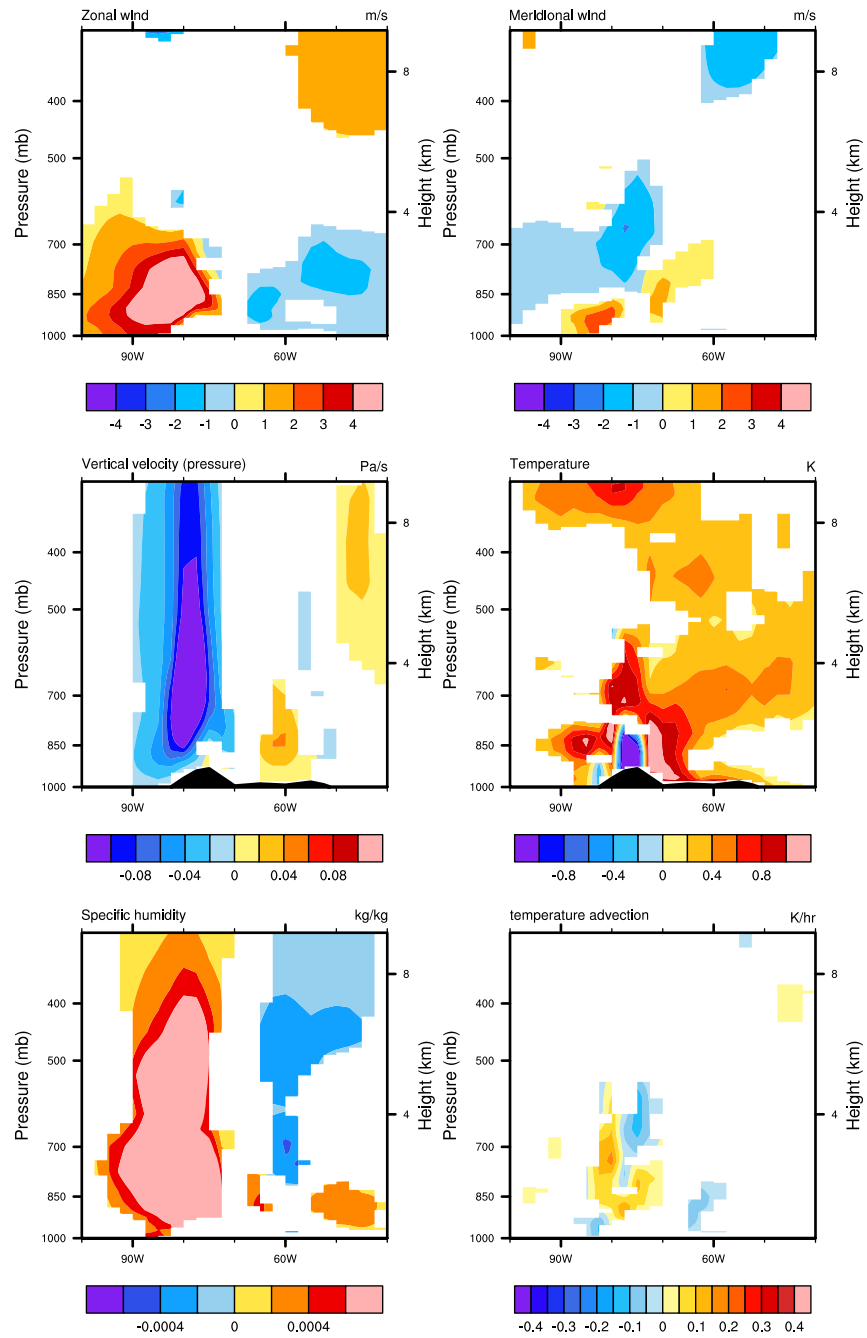 Zonal wind m/s Meridional wind m/s
8 8
400 400
500 500
4 4
700 700
850 850
1000 1000
Pressure (mb) Height (km) Pressure (mb) Height (km)
90W 60W 90W 60W
-4 -3 -2 -1 0 1 2 3 4 -4 -3 -2 -1 0 1 2 3 4
Vertical velocity (pressure) Pa/s Temperature K
8 8
400 400
500 500
4 4
700 700
850 850
1000 1000
Pressure (mb) Height (km) Pressure (mb) Height (km)
90W 60W 90W 60W
-0.08 -0.04 0 0.04 0.08 -0.8 -0.4 0 0.4 0.8
Specific humidity kg/kg temperature advection K/hr
8 8
400 400
500 500
4 4
700 700
850 850
1000 1000
Pressure (mb) Height (km) Pressure (mb) Height (km)
90W 60W 90W 60W
-0.0004 0 0.0004 -0.4 -0.3 -0.2 -0.1 0 0.1 0.2 0.3 0.4